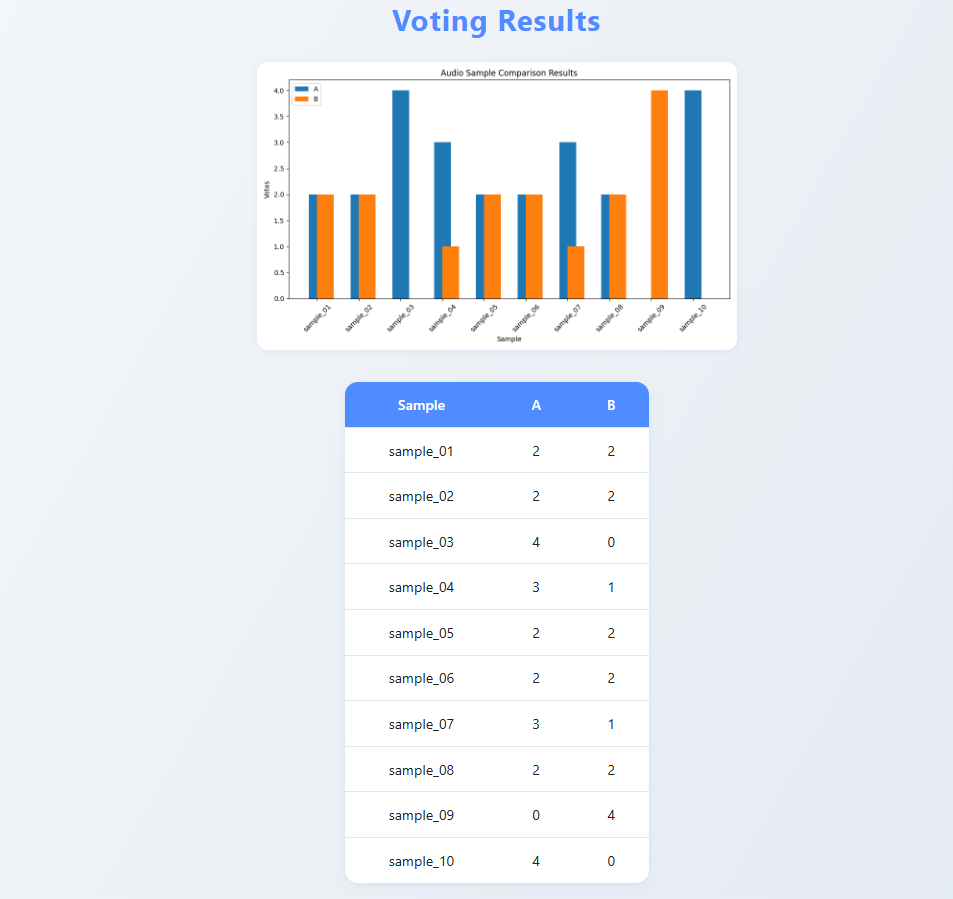 Voting Results
Audio Sample Comparison Results
A
B
4.0
3.5
3.0
2.5
2.0
1.5
1.0
0.5
0.0
Votes
sample_01 sample_02 sample_03 sample_04 sample_05 sample_06 sample_07 sample_08 sample_09 sample_10
Sample
Sample A B
sample_01 2 2
sample_02 2 2
sample_03 4 0
sample_04 3 1
sample_05 2 2
sample_06 2 2
sample_07 3 1
sample_08 2 2
sample_09 0 4
sample_10 4 0